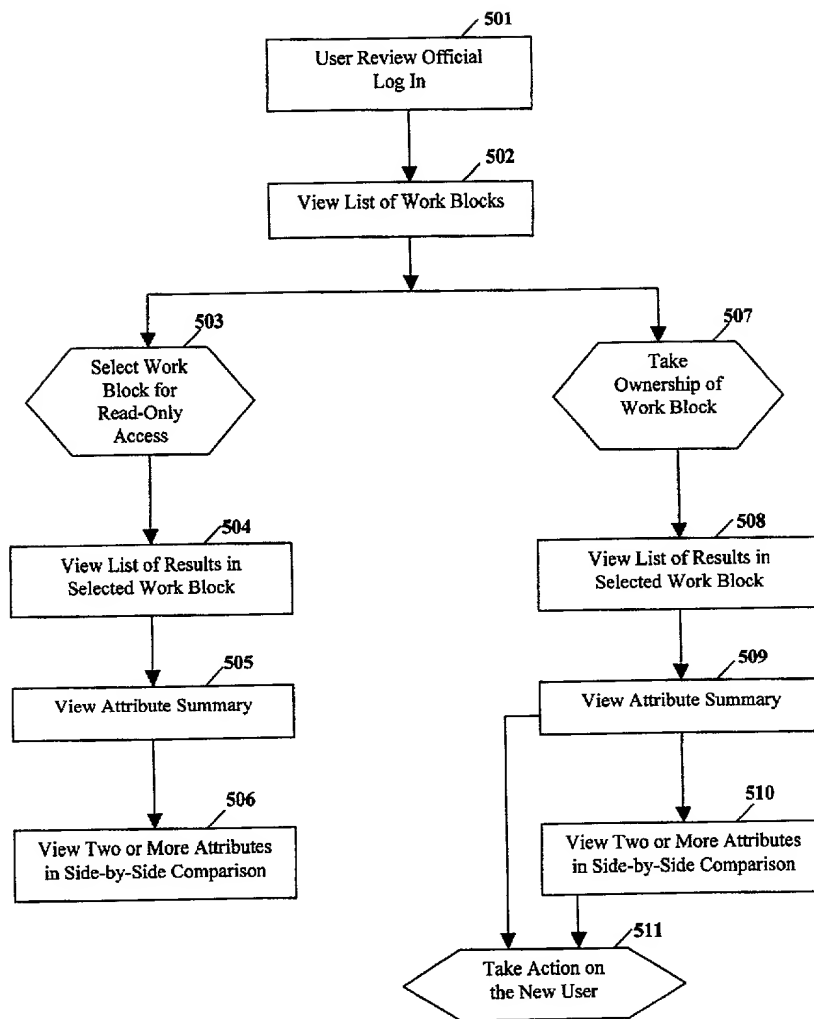 501
User Review Official
Log In
502
View List of Work Blocks
503
Select Work
Block for
Read-Only
Access
507
Take
Ownership of
Work Block
504
View List of Results in
Selected Work Block
508
View List of Results in
Selected Work Block
505
View Attribute Summary
509
View Attribute Summary
506
View Two or More Attributes
in Side-by-Side Comparison
510
View Two or More Attributes
in Side-by-Side Comparison
511
Take Action on
the New User